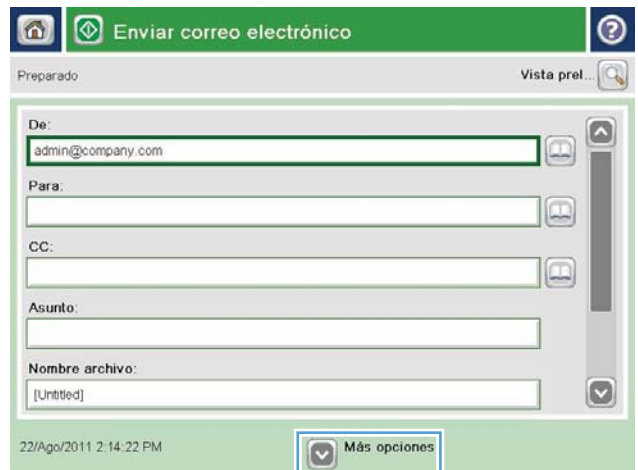 Enviar correo electrónico
Preparado
Vista prel...
De:
admin@company.com
Para:
CC:
Asunto:
Nombre archivo:
[Untitled]
22/Ago/2011 2:14:22 PM
Más opciones